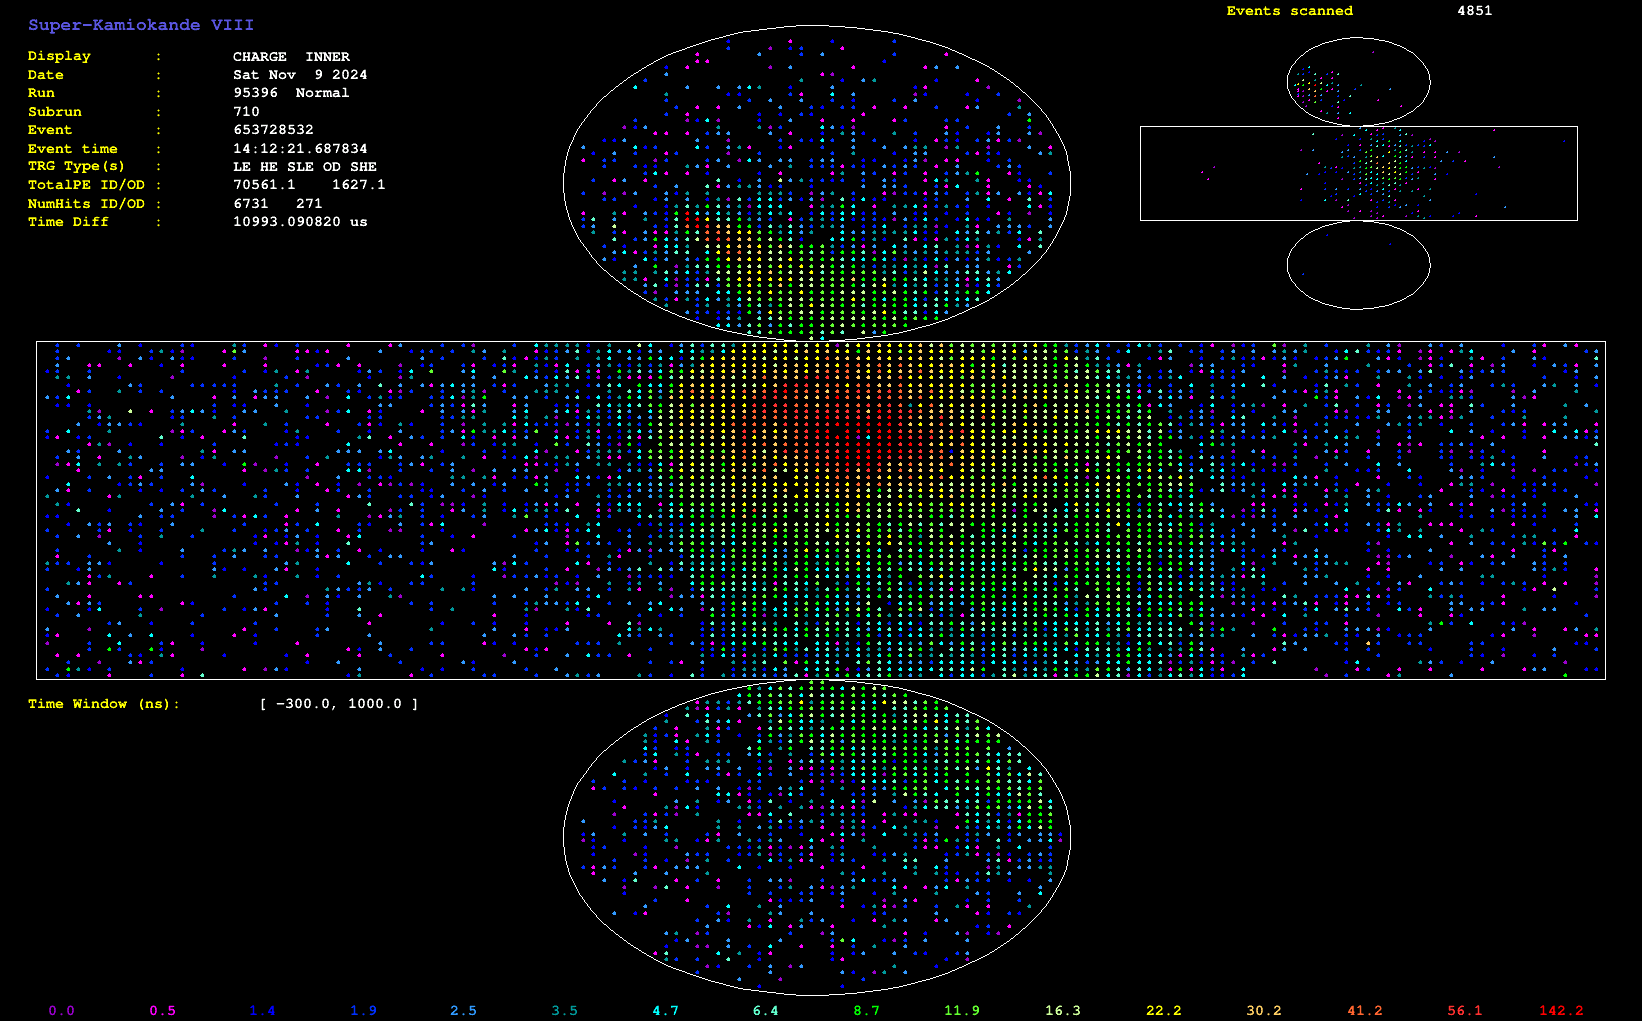 Super-Kamiokande VIII
Events scanned 4851
Display : CHARGE INNER
Date : Sat Nov 9 2024
Run : 95396 Normal
Subrun : 710
Event : 653728532
Event time : 14:12:21.687834
TRG Type(s) : LE HE SLE OD SHE
TotalPE ID/OD : 70561.1 1627.1
NumHits ID/OD : 6731 271
Time Diff : 10993.090820 us
Time Window (ns): [ -300.0, 1000.0 ]
0.0 0.5 1.4 1.9 2.5 3.5 4.7 6.4 8.7 11.9 16.3 22.2 30.2 41.2 56.1 142.2